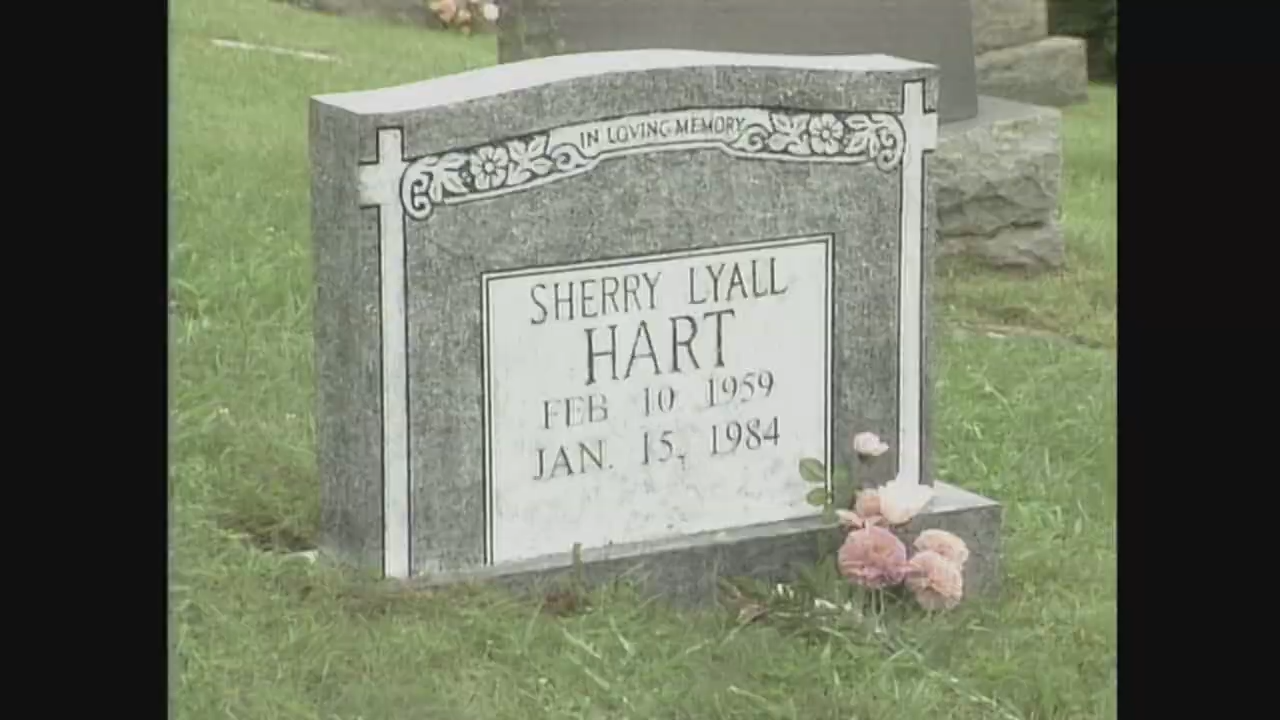 IN LOVING MEMORY
SHERRY LYALL
HART
FEB 10 1959
JAN. 15, 1984